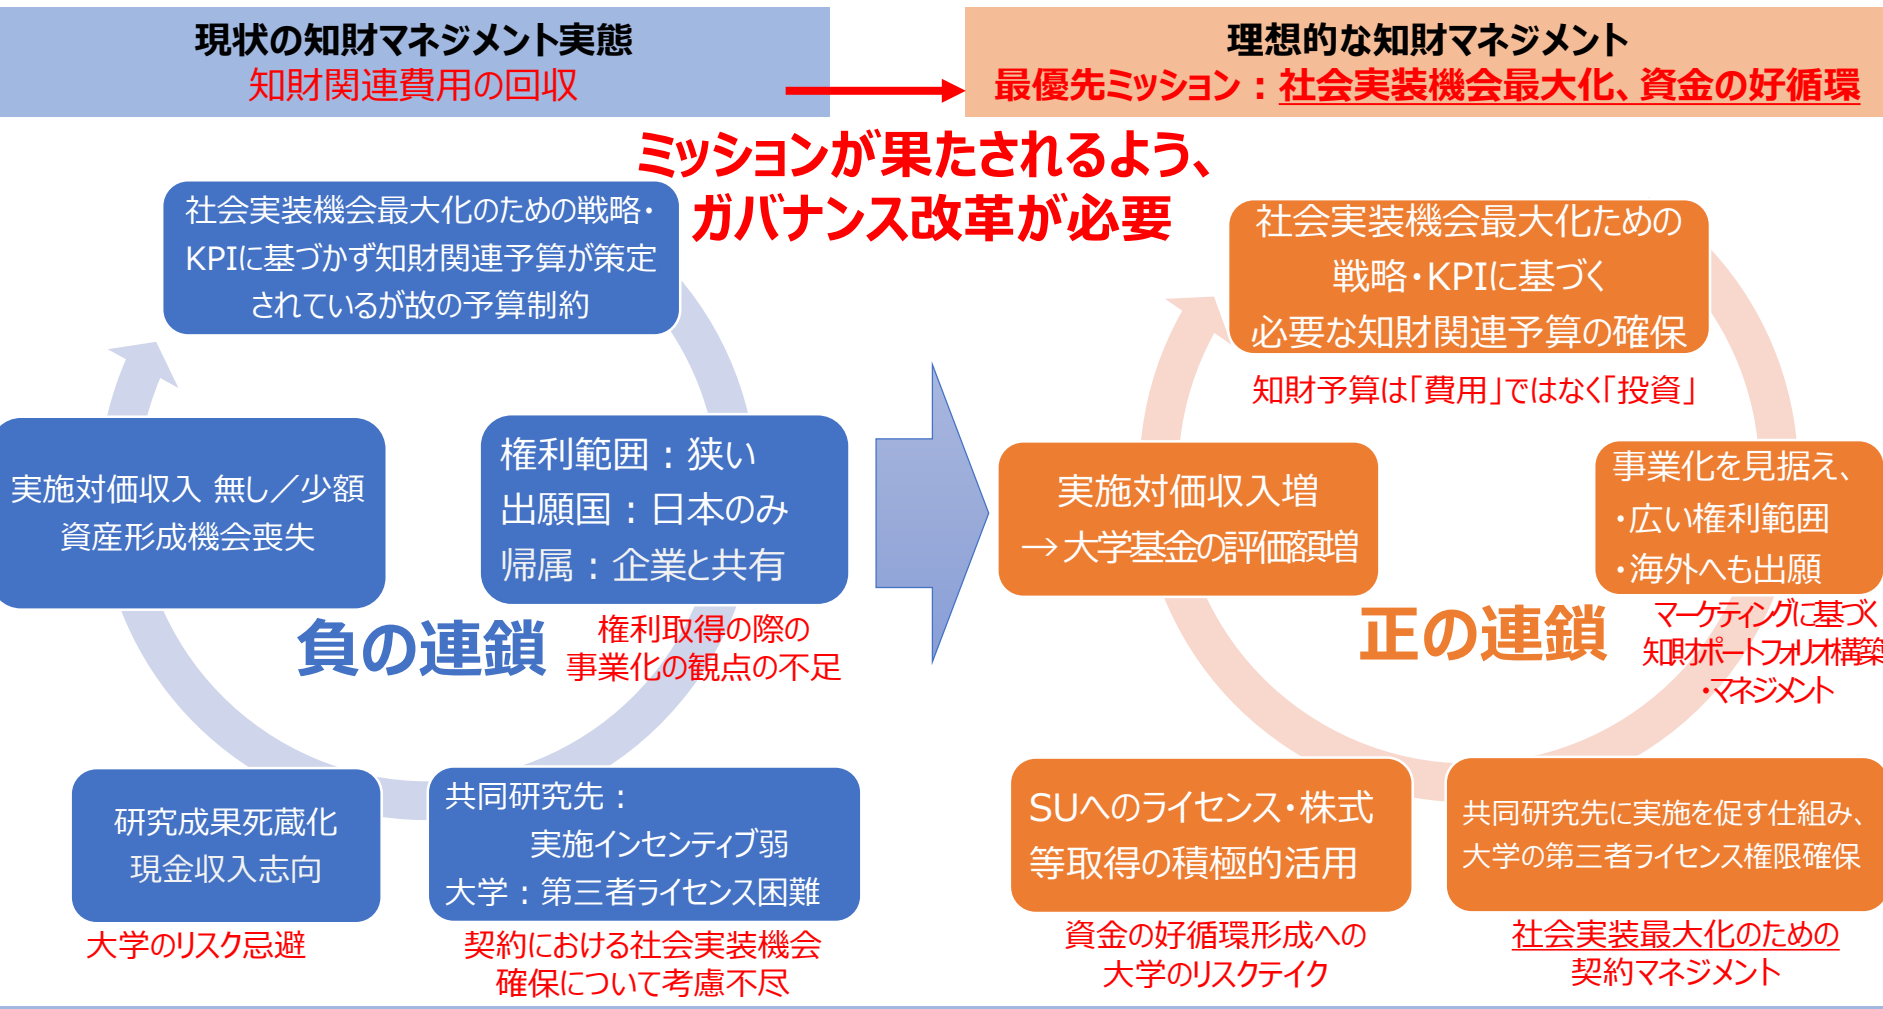 現状の知財マネジメント実態
知財関連費用の回収
理想的な知財マネジメント
最優先ミッション：社会実装機会最大化、資金の好循環
ミッションが果たされるよう、
ガバナンス改革が必要
社会実装機会最大化のための戦略・
KPIに基づかず知財関連予算が策定
されているが故の予算制約
権利範囲：狭い
出願国：日本のみ
帰属：企業と共有
権利取得の際の
事業化の観点の不足
共同研究先：
実施インセンティブ弱
大学：第三者ライセンス困難
契約における社会実装機会
確保について考慮不尽
研究成果死蔵化
現金収入志向
大学のリスク忌避
実施対価収入 無し／少額
資産形成機会喪失
負の連鎖
社会実装機会最大化ための
戦略・KPIに基づく
必要な知財関連予算の確保
知財予算は「費用」ではなく「投資」
事業化を見据え、
・広い権利範囲
・海外へも出願
マーケティングに基づく
知財ポートフォリオ構築
・マネジメント
共同研究先に実施を促す仕組み、
大学の第三者ライセンス権限確保
社会実装最大化のための
契約マネジメント
SUへのライセンス・株式
等取得の積極的活用
資金の好循環形成への
大学のリスクテイク
実施対価収入増
→大学基金の評価額増
正の連鎖